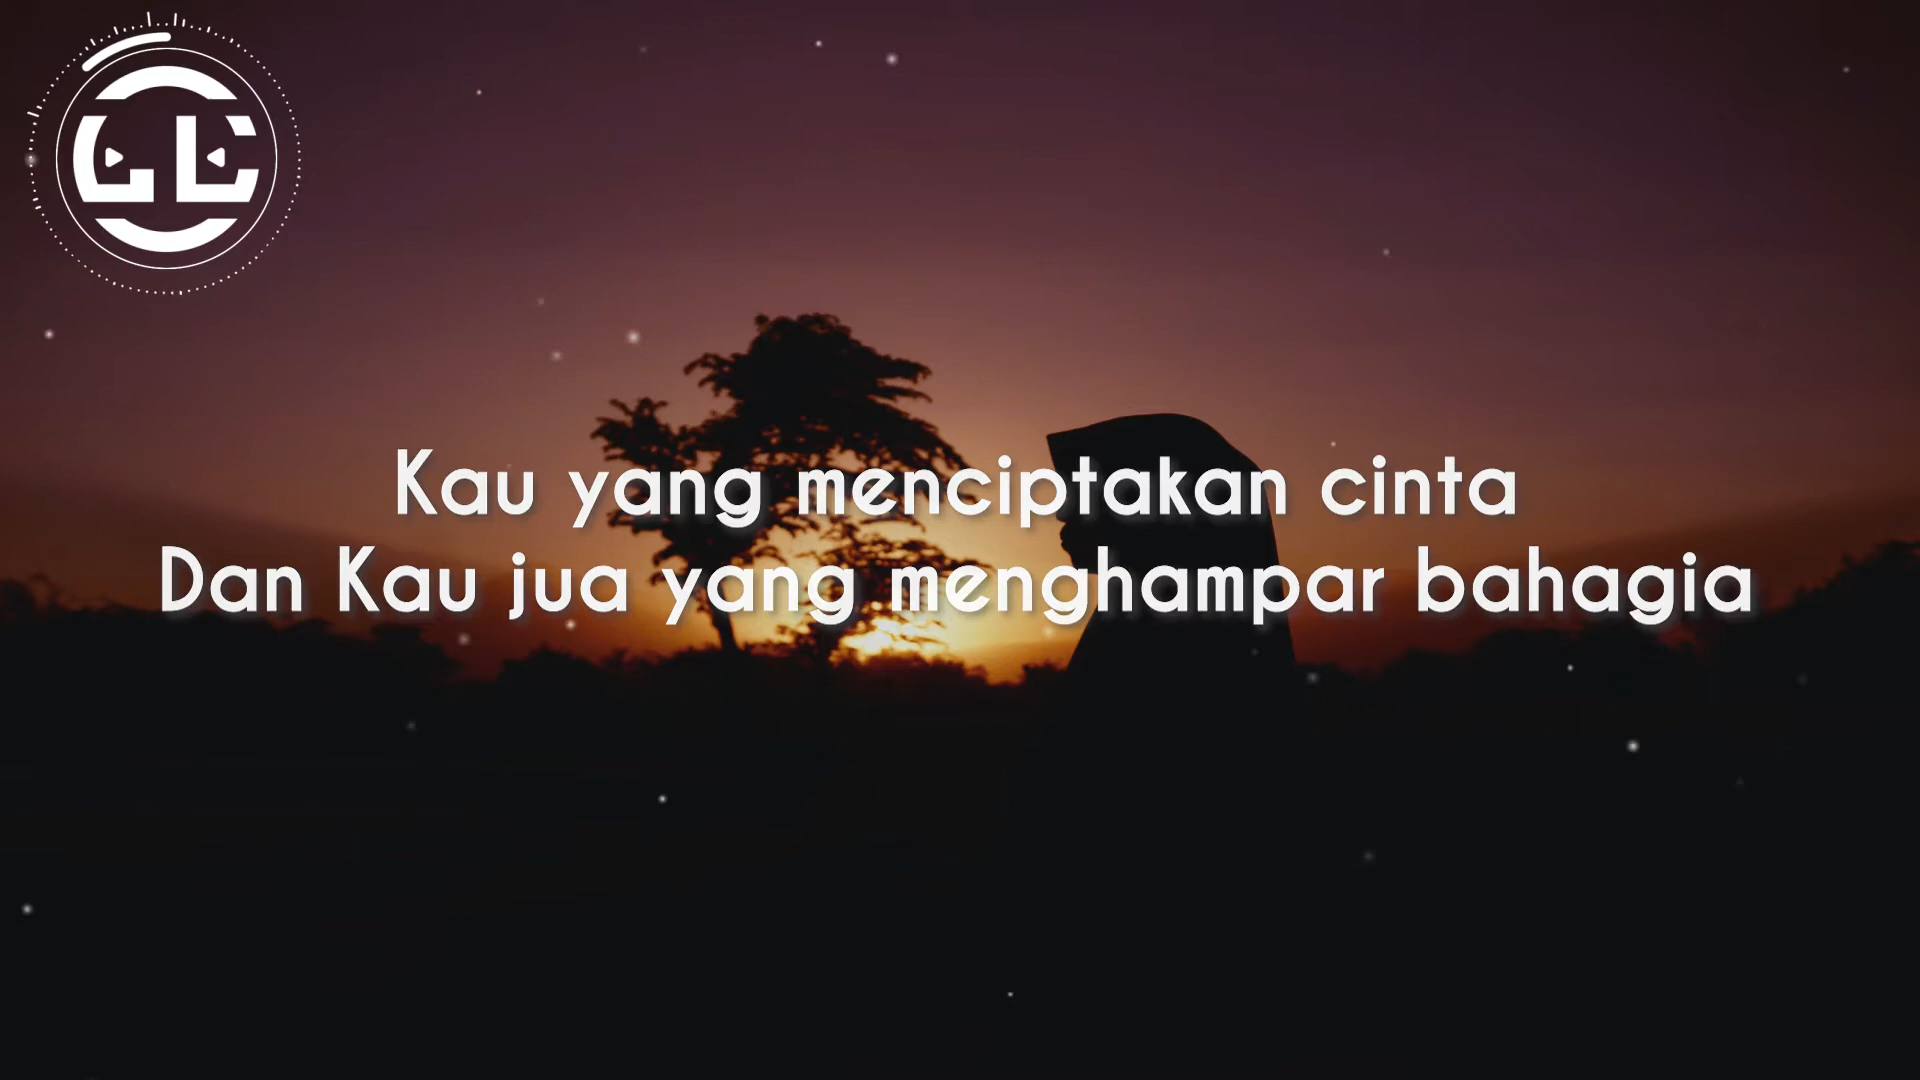 Kau yang menciptakan cinta
Dan Kau jua yang menghampar bahagia